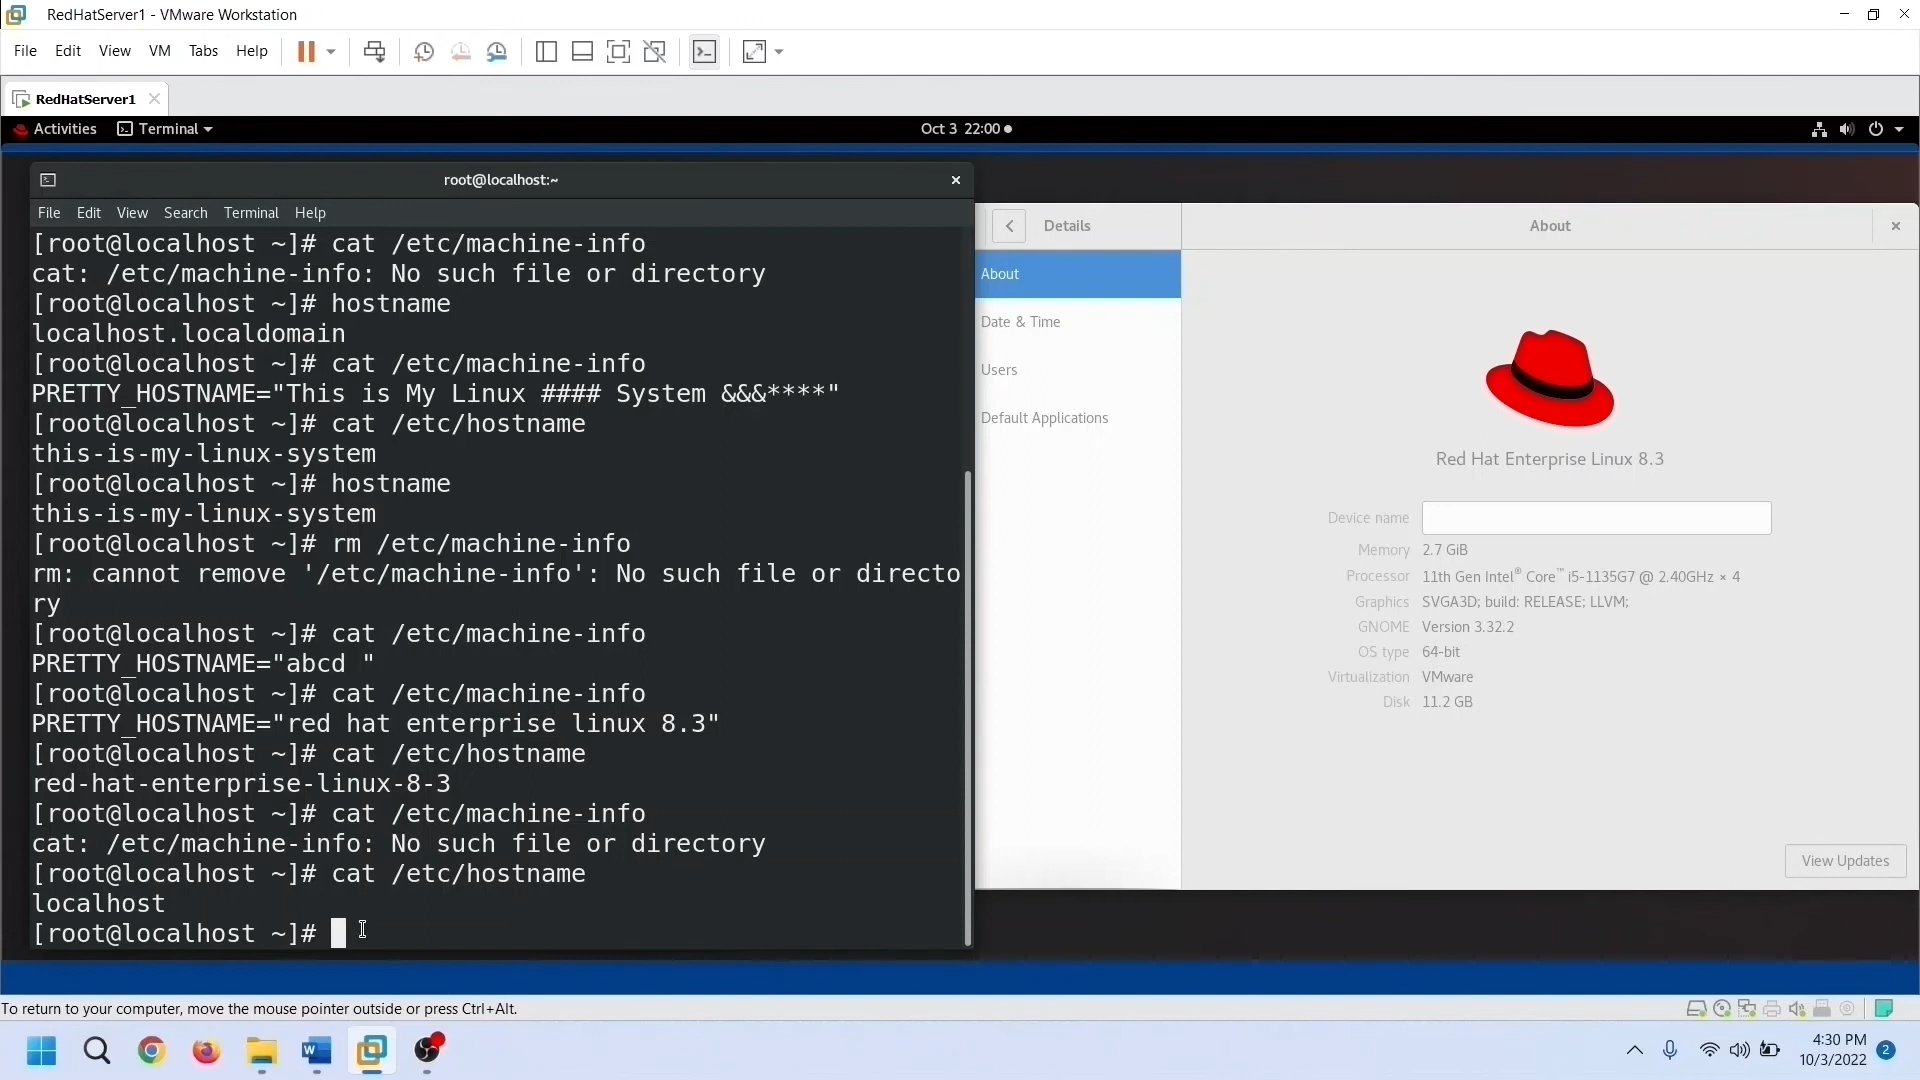 RedHatServer1 - VMware Workstation
File Edit View VM Tabs Help
RedHatServer1
Activities Terminal Oct 3 22:00
root@localhost:~
File Edit View Search Terminal Help
[root@localhost ~]# cat /etc/machine-info
cat: /etc/machine-info: No such file or directory
[root@localhost ~]# hostname
localhost.localdomain
[root@localhost ~]# cat /etc/machine-info
PRETTY_HOSTNAME="This is My Linux #### System &&&****"
[root@localhost ~]# cat /etc/hostname
this-is-my-linux-system
[root@localhost ~]# hostname
this-is-my-linux-system
[root@localhost ~]# rm /etc/machine-info
rm: cannot remove '/etc/machine-info': No such file or directo
ry
[root@localhost ~]# cat /etc/machine-info
PRETTY_HOSTNAME="abcd "
[root@localhost ~]# cat /etc/machine-info
PRETTY_HOSTNAME="red hat enterprise linux 8.3"
[root@localhost ~]# cat /etc/hostname
red-hat-enterprise-linux-8-3
[root@localhost ~]# cat /etc/machine-info
cat: /etc/machine-info: No such file or directory
[root@localhost ~]# cat /etc/hostname
localhost
[root@localhost ~]#
Details
About
Date & Time
Users
Default Applications
About
Red Hat Enterprise Linux 8.3
Device name
Memory 2.7 GiB
Processor 11th Gen Intel® Core™ i5-1135G7 @ 2.40GHz × 4
Graphics SVGA3D; build: RELEASE; LLVM;
GNOME Version 3.32.2
OS type 64-bit
Virtualization VMware
Disk 11.2 GB
View Updates
To return to your computer, move the mouse pointer outside or press Ctrl+Alt.
4:30 PM
10/3/2022
2